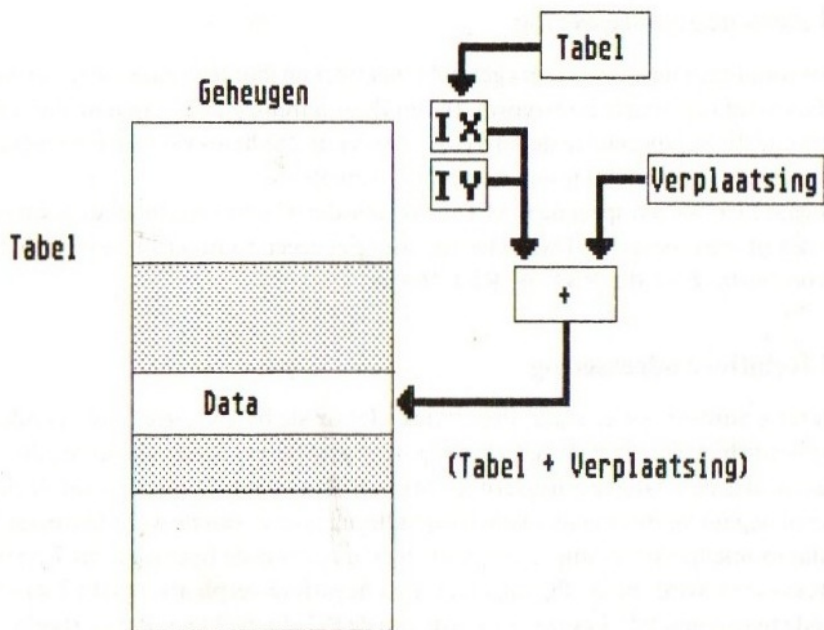 Tabel
Geheugen
IX
IY
Verplaatsing
Tabel
+
Data
(Tabel + Verplaatsing)